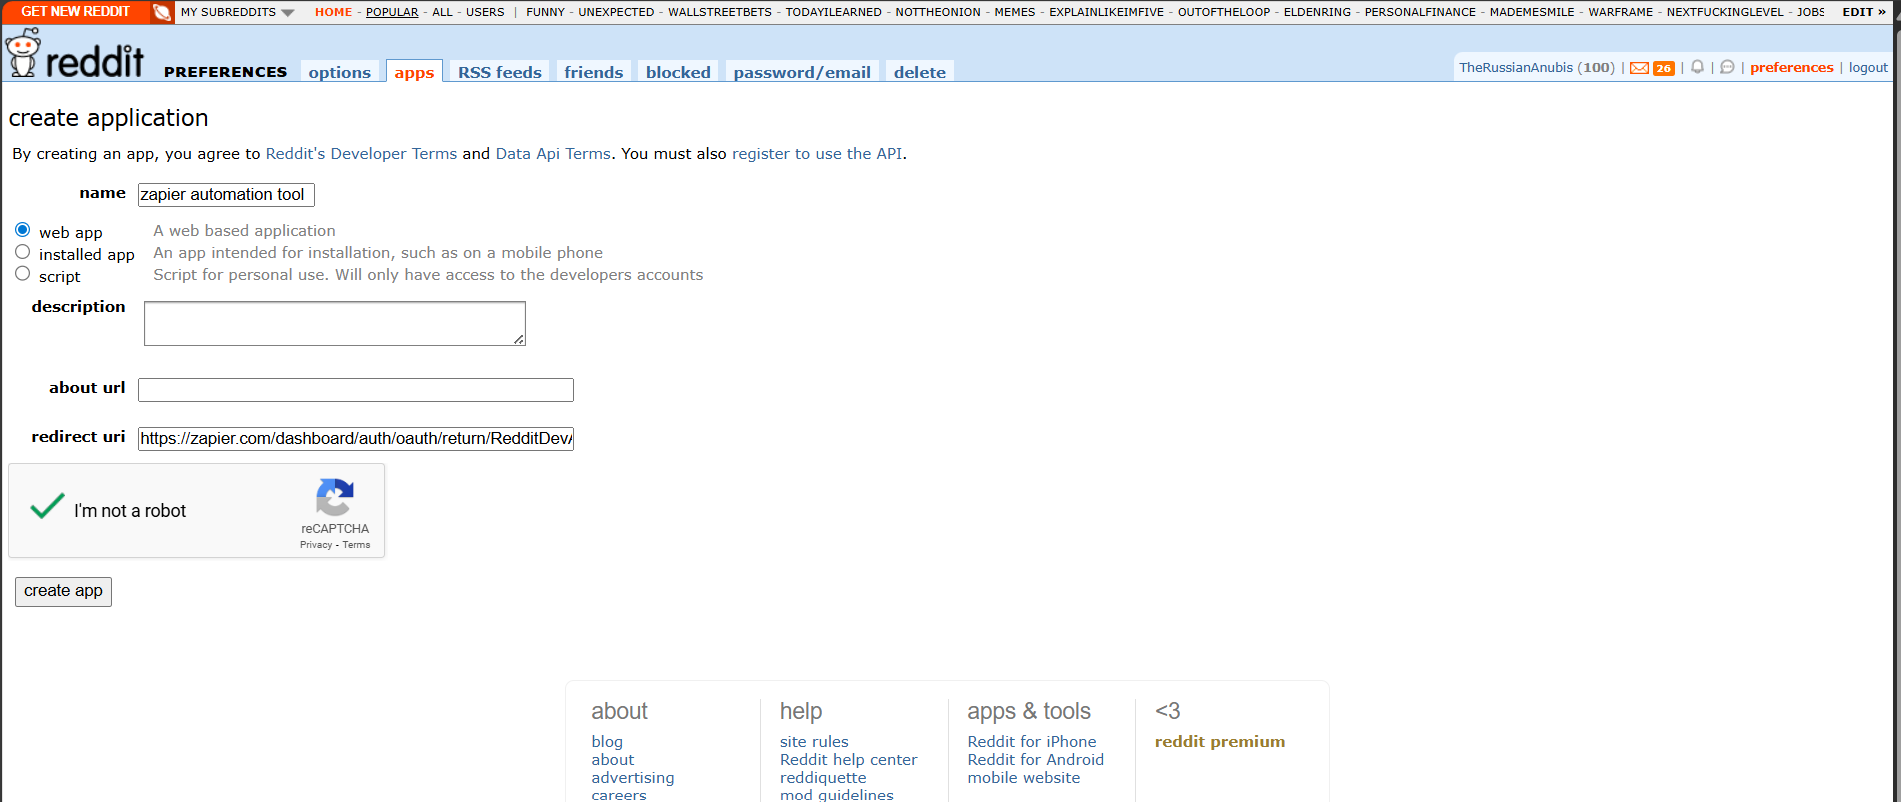 GET NEW REDDIT MY SUBREDDITS HOME - POPULAR - ALL - USERS | FUNNY - UNEXPECTED - WALLSTREETBETS - TODAYILEARNED - NOTTHEONION - MEMES - EXPLAINLIKEIMFIVE - OUTOFTHELOOP - ELDENRING - PERSONALFINANCE - MADEMESMILE - WARFRAME - NEXTFUCKINGLEVEL - JOBS EDIT »
reddit PREFERENCES options apps RSS feeds friends blocked password/email delete TheRussianAnubis (100) | 26 | | | preferences | logout
create application
By creating an app, you agree to Reddit's Developer Terms and Data Api Terms. You must also register to use the API.
name zapier automation tool
web app A web based application
installed app An app intended for installation, such as on a mobile phone
script Script for personal use. Will only have access to the developers accounts
description
about url
redirect uri https://zapier.com/dashboard/auth/oauth/return/RedditDevA
I'm not a robot
reCAPTCHA
Privacy - Terms
create app
about
blog
about
advertising
careers
help
site rules
Reddit help center
reddiquette
mod guidelines
apps & tools
Reddit for iPhone
Reddit for Android
mobile website
<3
reddit premium